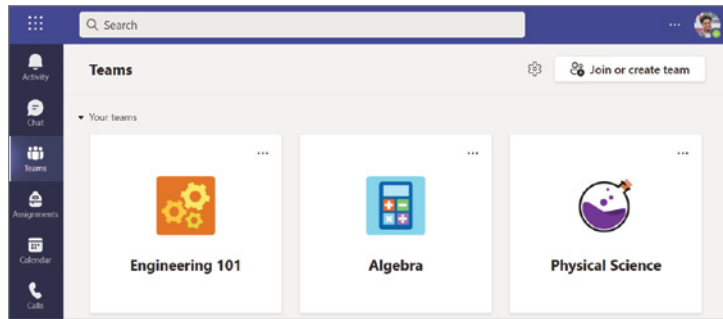 Search
Activity
Chat
Teams
Assignments
Calendar
Calls
Teams
Join or create team
Your teams
Engineering 101
Algebra
Physical Science